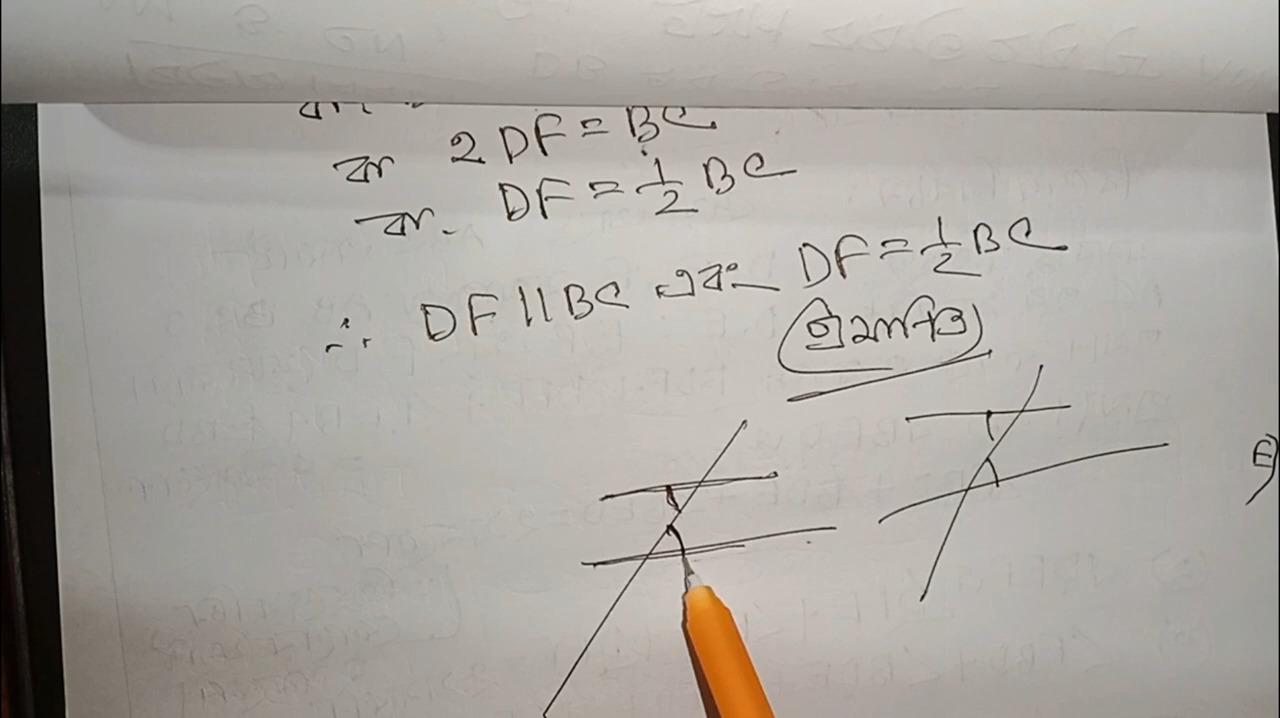 বা 2DF = BC
বা. DF = 1/2 BC
∴ DF || BC এবং DF = 1/2 BC
(প্রমাণিত)
E)